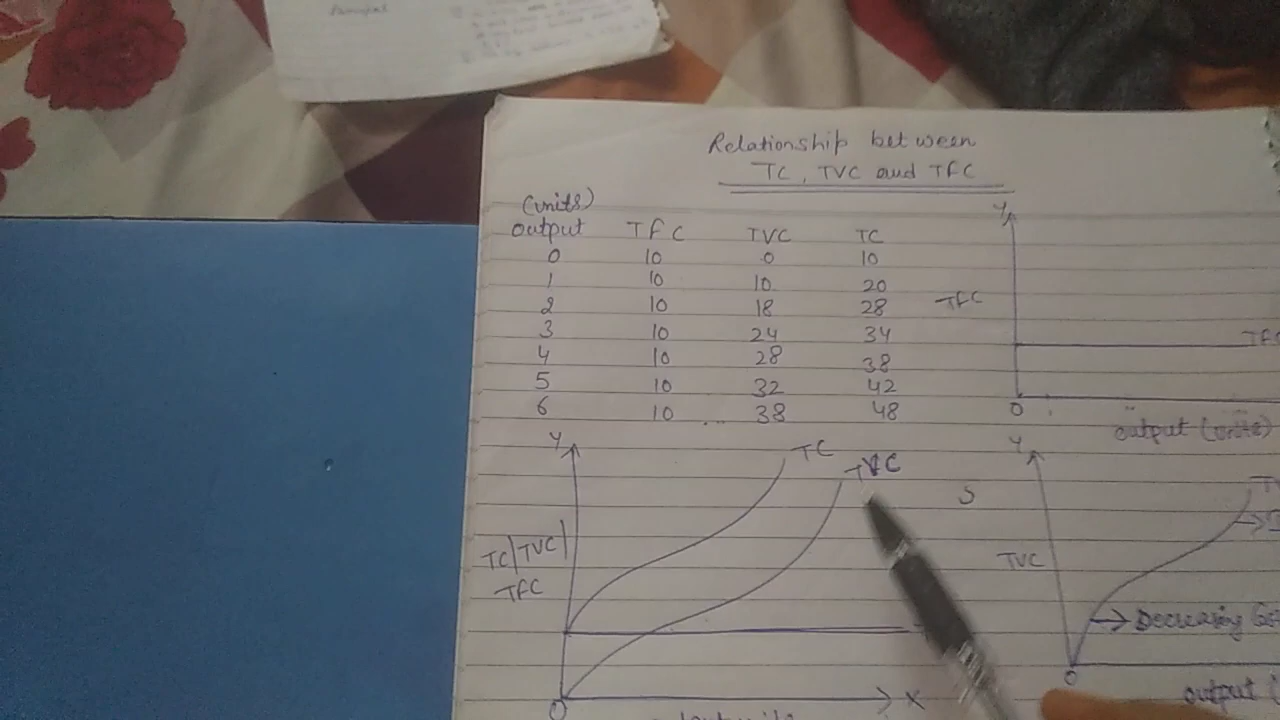 Relationship between
TC, TVC and TFC
(units)
output TFC TVC TC
0 10 0 10
1 10 10 20
2 10 18 28
3 10 24 34
4 10 28 38
5 10 32 42
6 10 38 48
Y
TFC
TFC
0
output (units)
Y
TC
TVC
TC/TVC/
TFC
0
X
Y
S
TVC
Decreasing
0
output